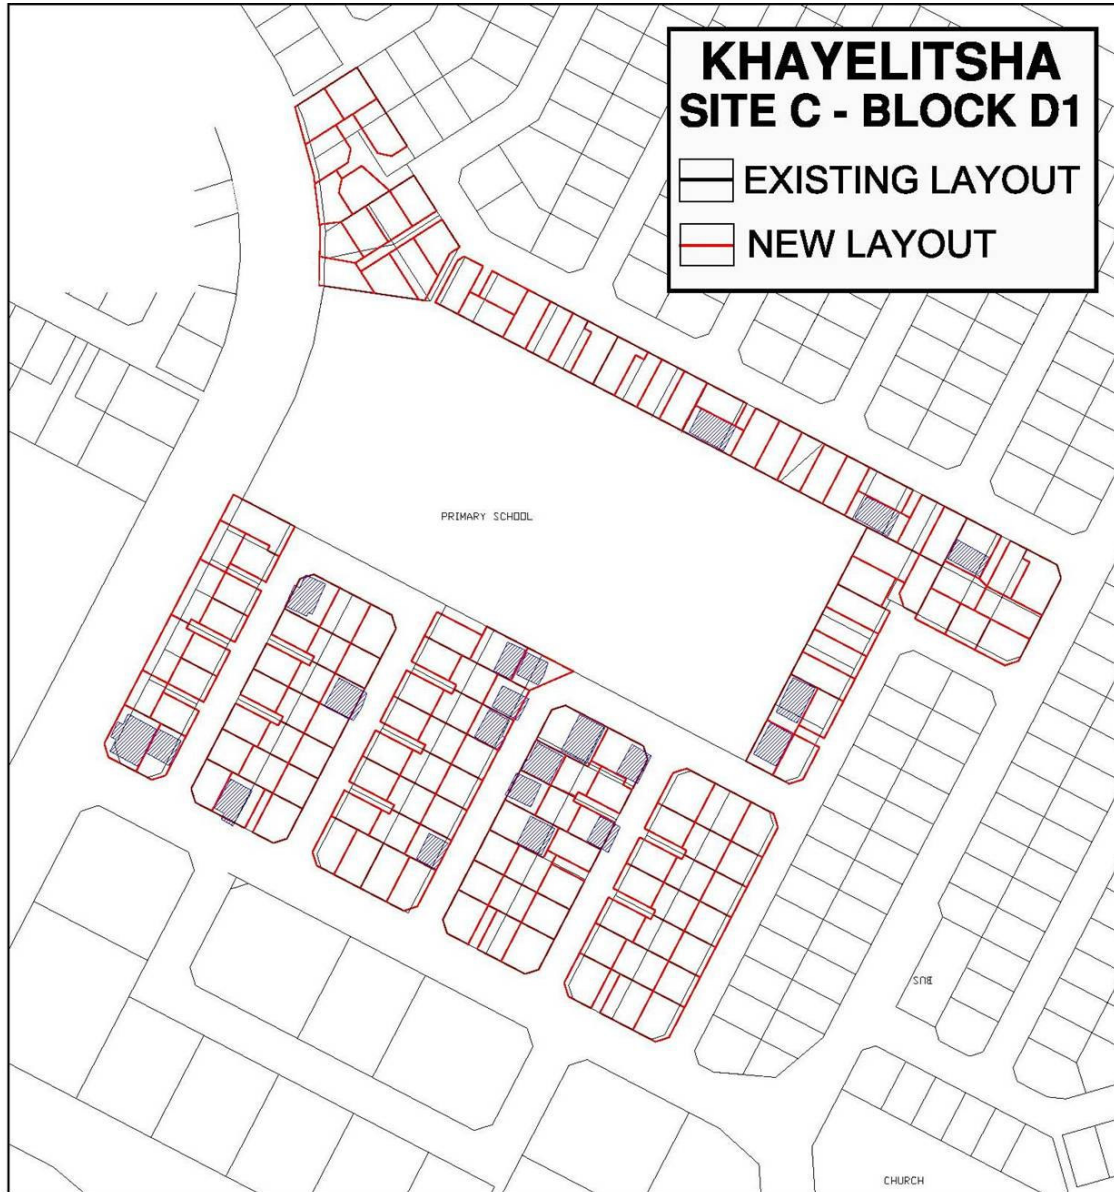 KHAYELITSHA
SITE C - BLOCK D1
EXISTING LAYOUT
NEW LAYOUT
PRIMARY SCHOOL
BUS
CHURCH